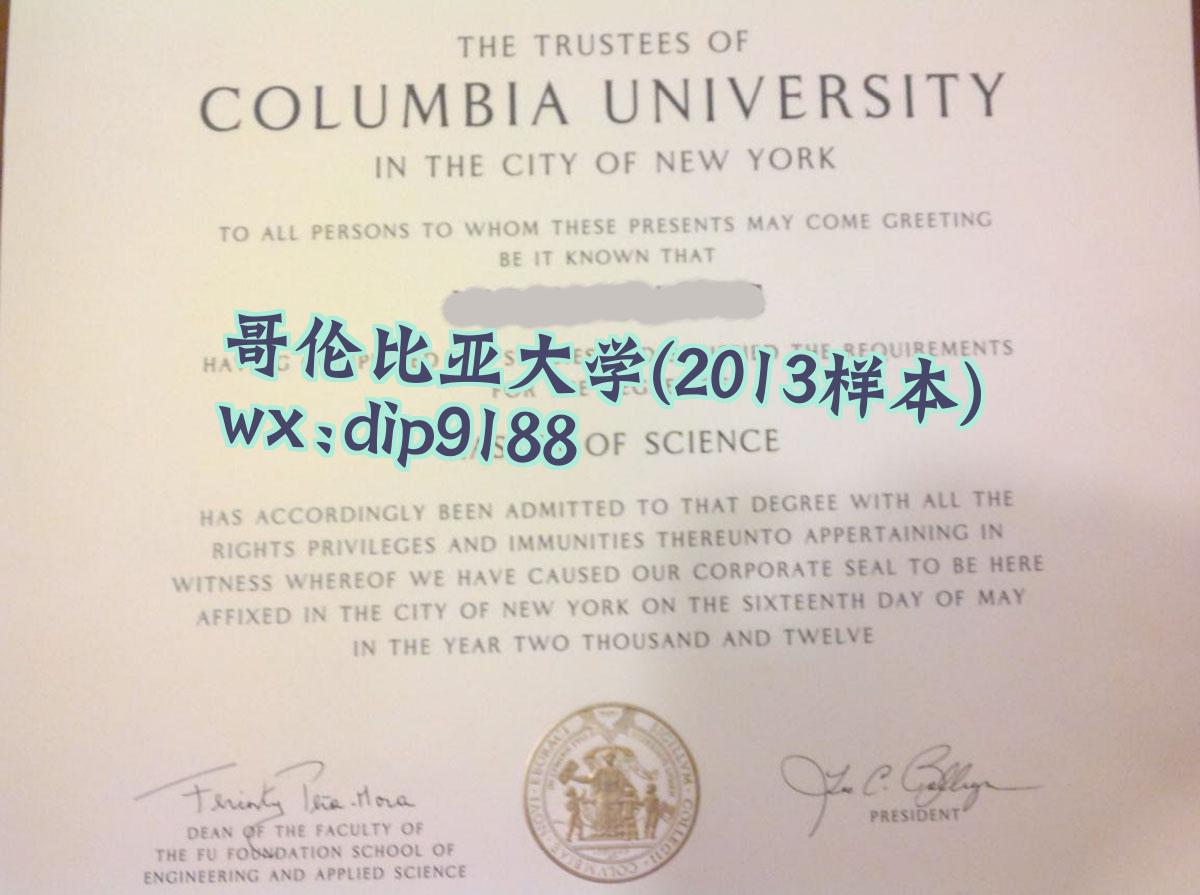 THE TRUSTEES OF
COLUMBIA UNIVERSITY
IN THE CITY OF NEW YORK
TO ALL PERSONS TO WHOM THESE PRESENTS MAY COME GREETING
BE IT KNOWN THAT
哥伦比亚大学(2013样本)
THE REQUIREMENTS
wx:dip9188
OF SCIENCE
HAS ACCORDINGLY BEEN ADMITTED TO THAT DEGREE WITH ALL THE
RIGHTS PRIVILEGES AND IMMUNITIES THEREUNTO APPERTAINING IN
WITNESS WHEREOF WE HAVE CAUSED OUR CORPORATE SEAL TO BE HERE
AFFIXED IN THE CITY OF NEW YORK ON THE SIXTEENTH DAY OF MAY
IN THE YEAR TWO THOUSAND AND TWELVE
DEAN OF THE FACULTY OF
THE FU FOUNDATION SCHOOL OF
ENGINEERING AND APPLIED SCIENCE
PRESIDENT